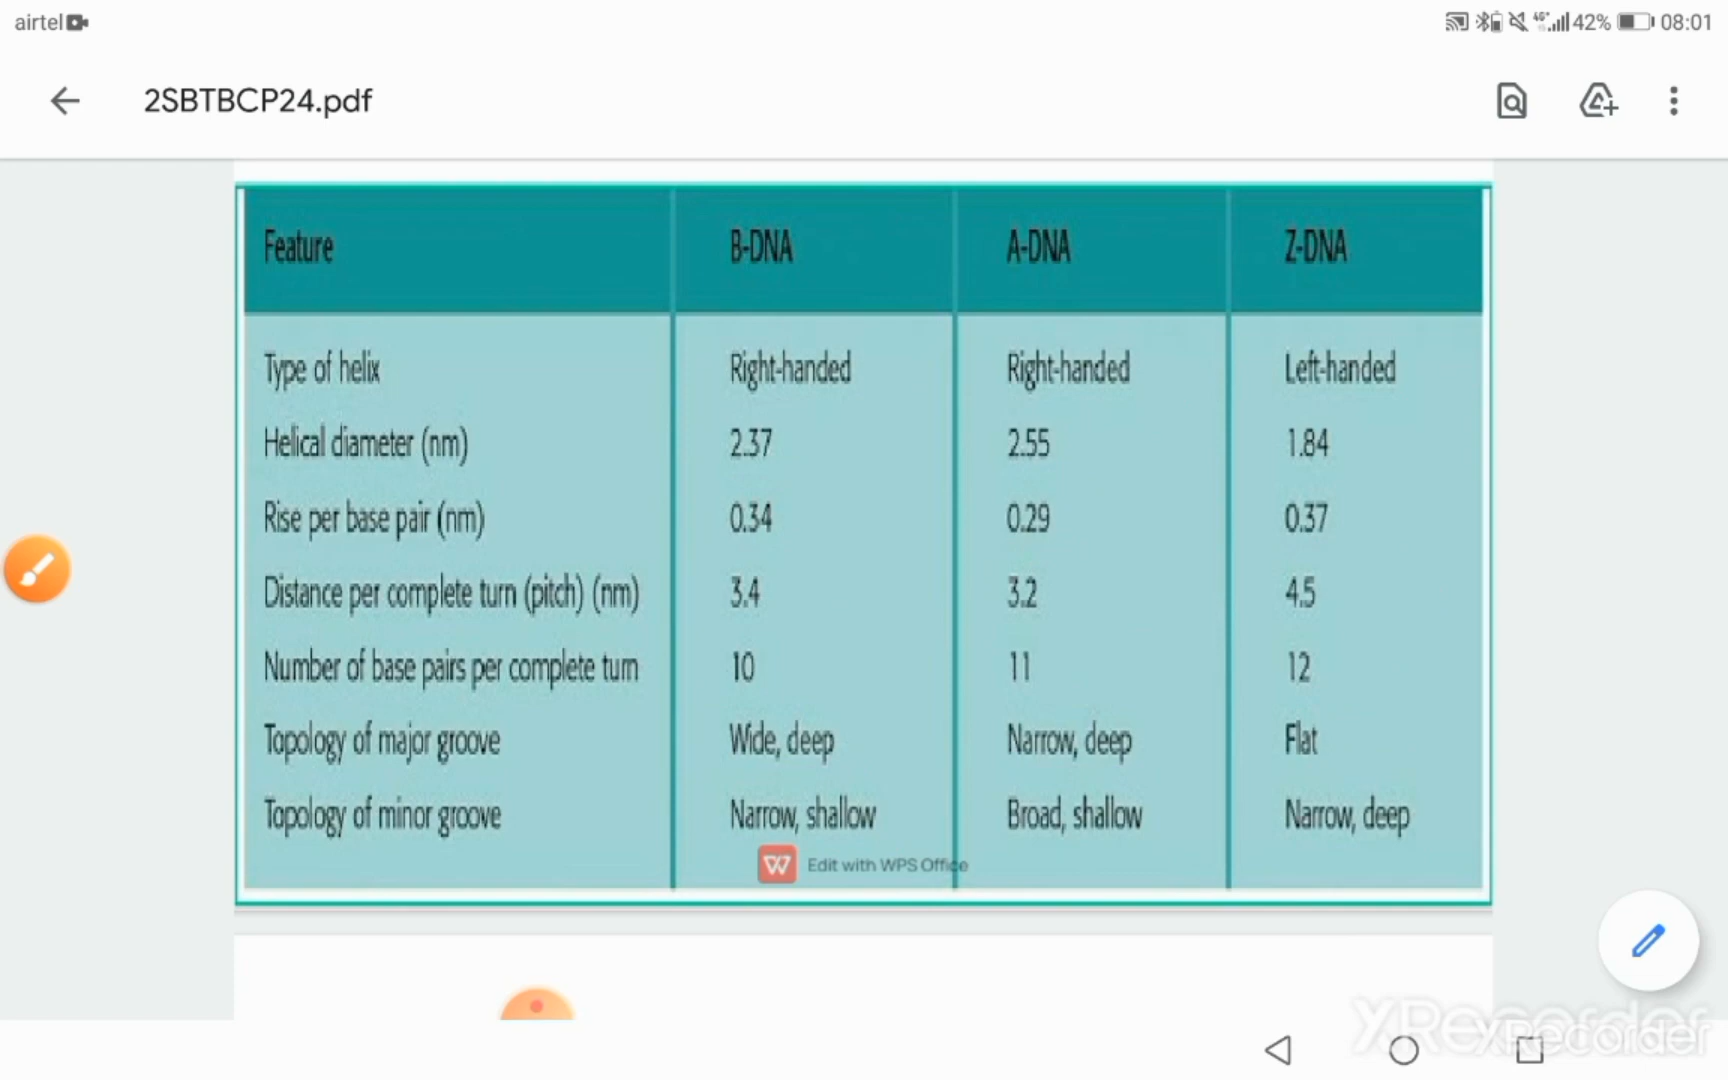 airtel
42% 08:01
2SBTBCP24.pdf
Feature B-DNA A-DNA Z-DNA
Type of helix Right-handed Right-handed Left-handed
Helical diameter (nm) 2.37 2.55 1.84
Rise per base pair (nm) 0.34 0.29 0.37
Distance per complete turn (pitch) (nm) 3.4 3.2 4.5
Number of base pairs per complete turn 10 11 12
Topology of major groove Wide, deep Narrow, deep Flat
Topology of minor groove Narrow, shallow Broad, shallow Narrow, deep
W Edit with WPS Office
XRecorder
XRecorder